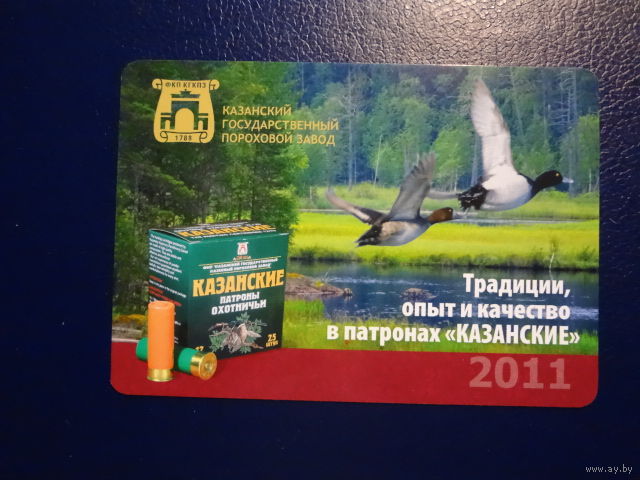 ФКП КГКПЗ
1788
КАЗАНСКИЙ
ГОСУДАРСТВЕННЫЙ
ПОРОХОВОЙ ЗАВОД
КАЗАНСКИЕ
ПАТРОНЫ
ОХОТНИЧЬИ
25
Традиции,
опыт и качество
в патронах «КАЗАНСКИЕ»
2011
www.ay.by